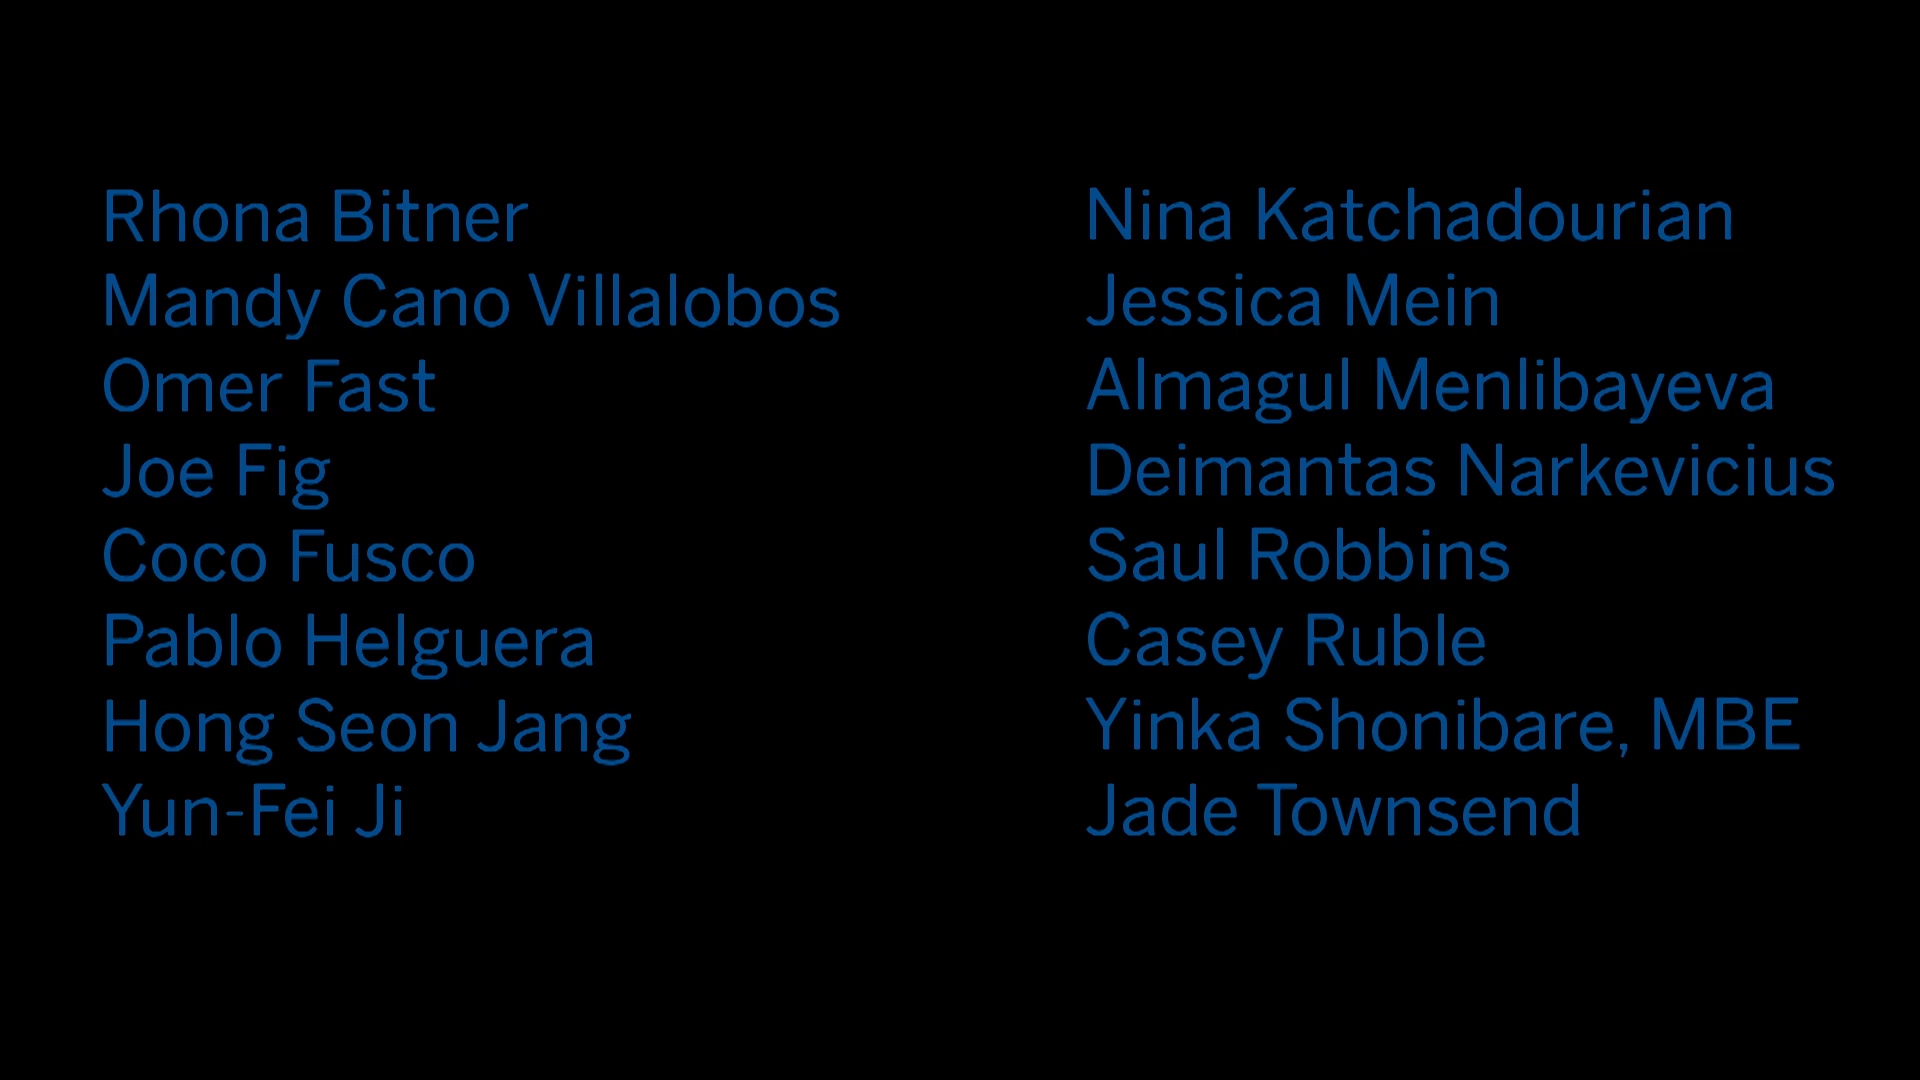 Rhona Bitner
Mandy Cano Villalobos
Omer Fast
Joe Fig
Coco Fusco
Pablo Helguera
Hong Seon Jang
Yun-Fei Ji
Nina Katchadourian
Jessica Mein
Almagul Menlibayeva
Deimantas Narkevicius
Saul Robbins
Casey Ruble
Yinka Shonibare, MBE
Jade Townsend